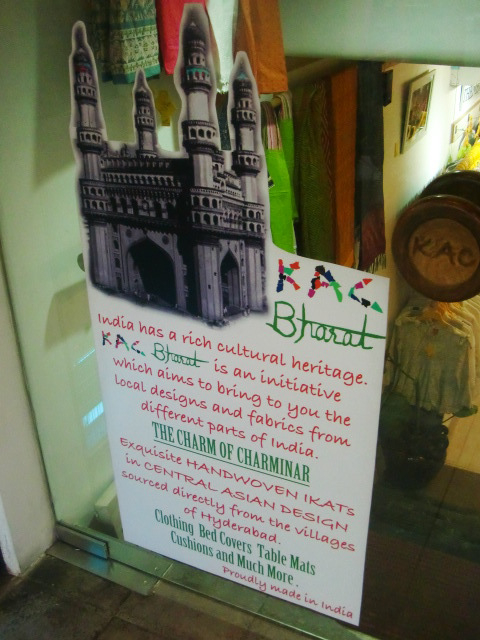 KAC
Bharat
India has a rich cultural heritage.
KAC Bharat is an initiative
which aims to bring to you the
local designs and fabrics from
different parts of India.
THE CHARM OF CHARMINAR
Exquisite HANDWOVEN IKATs
in CENTRAL ASIAN DESIGN
sourced directly from the villages
of Hyderabad.
Clothing Bed Covers Table Mats
Cushions and Much More.
Proudly made in India
KAC